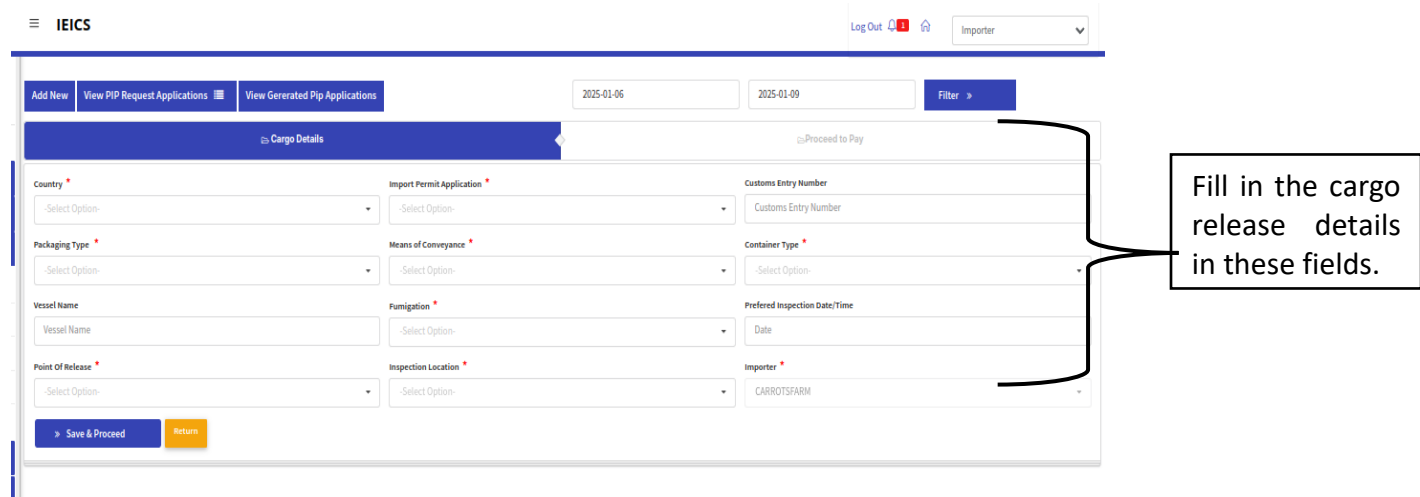 ≡ IEICS
Log Out 1 Importer
Add New View PIP Request Applications View Gererated Pip Applications 2025-01-06 2025-01-09 Filter »
Cargo Details Proceed to Pay
Country * Import Permit Application * Customs Entry Number
-Select Option- -Select Option- Customs Entry Number
Packaging Type * Means of Conveyance * Container Type *
-Select Option- -Select Option- -Select Option-
Vessel Name Fumigation * Prefered Inspection Date/Time
Vessel Name -Select Option- Date
Point Of Release * Inspection Location * Importer *
-Select Option- -Select Option- CARROTSFARM
» Save & Proceed Return
Fill in the cargo
release details
in these fields.